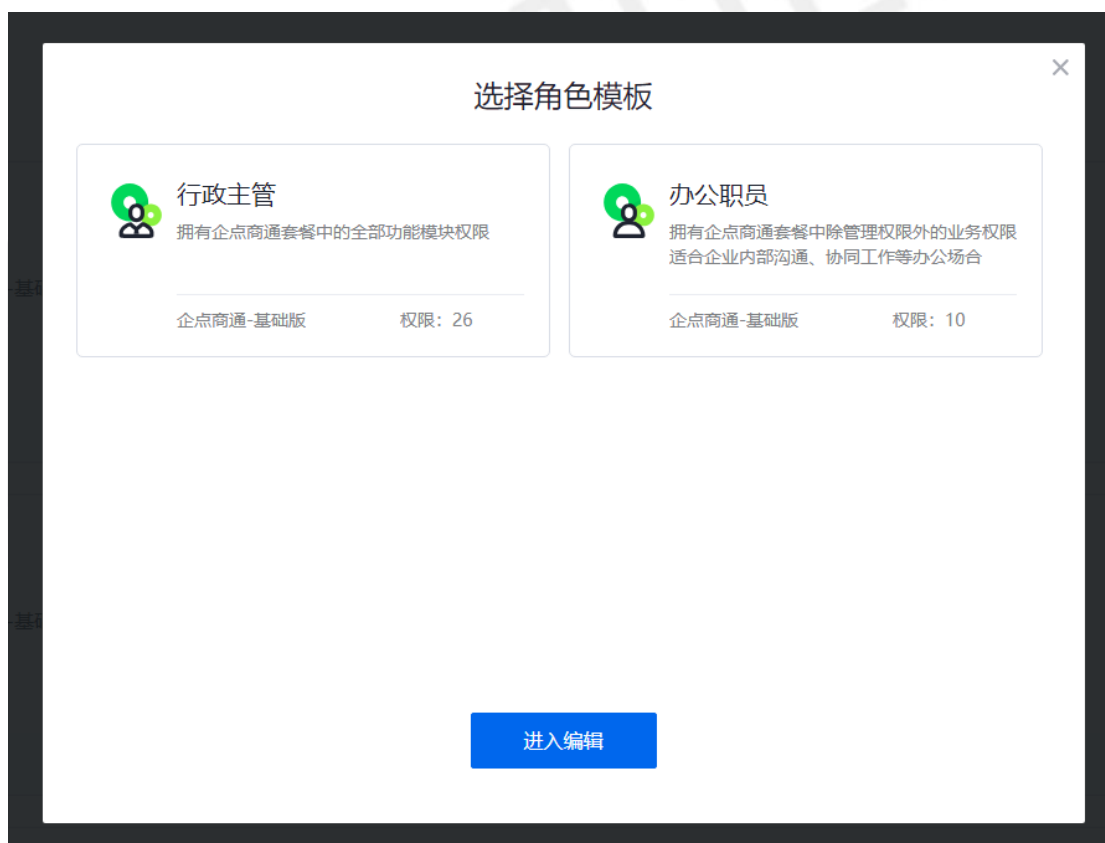 选择角色模板
行政主管
拥有企点商通套餐中的全部功能模块权限
企点商通-基础版 权限：26
办公职员
拥有企点商通套餐中除管理权限外的业务权限
适合企业内部沟通、协同工作等办公场合
企点商通-基础版 权限：10
-基础
-基础
进入编辑